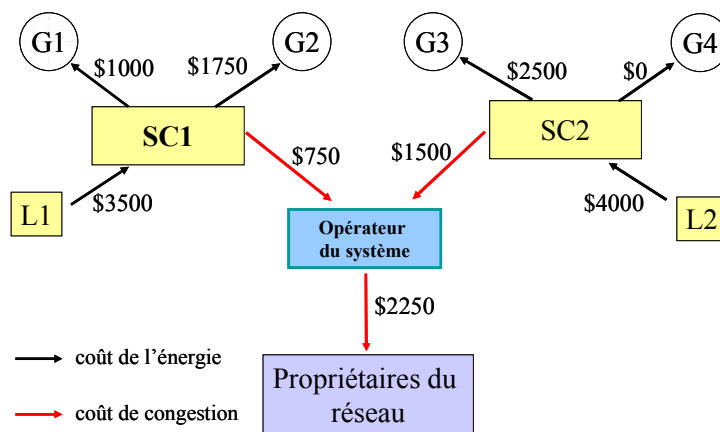 G1
G2
G3
G4
$1000
$1750
$2500
$0
SC1
SC2
$750
$1500
L1
$3500
$4000
L2
Opérateur
du système
$2250
coût de l'énergie
coût de congestion
Propriétaires du
réseau